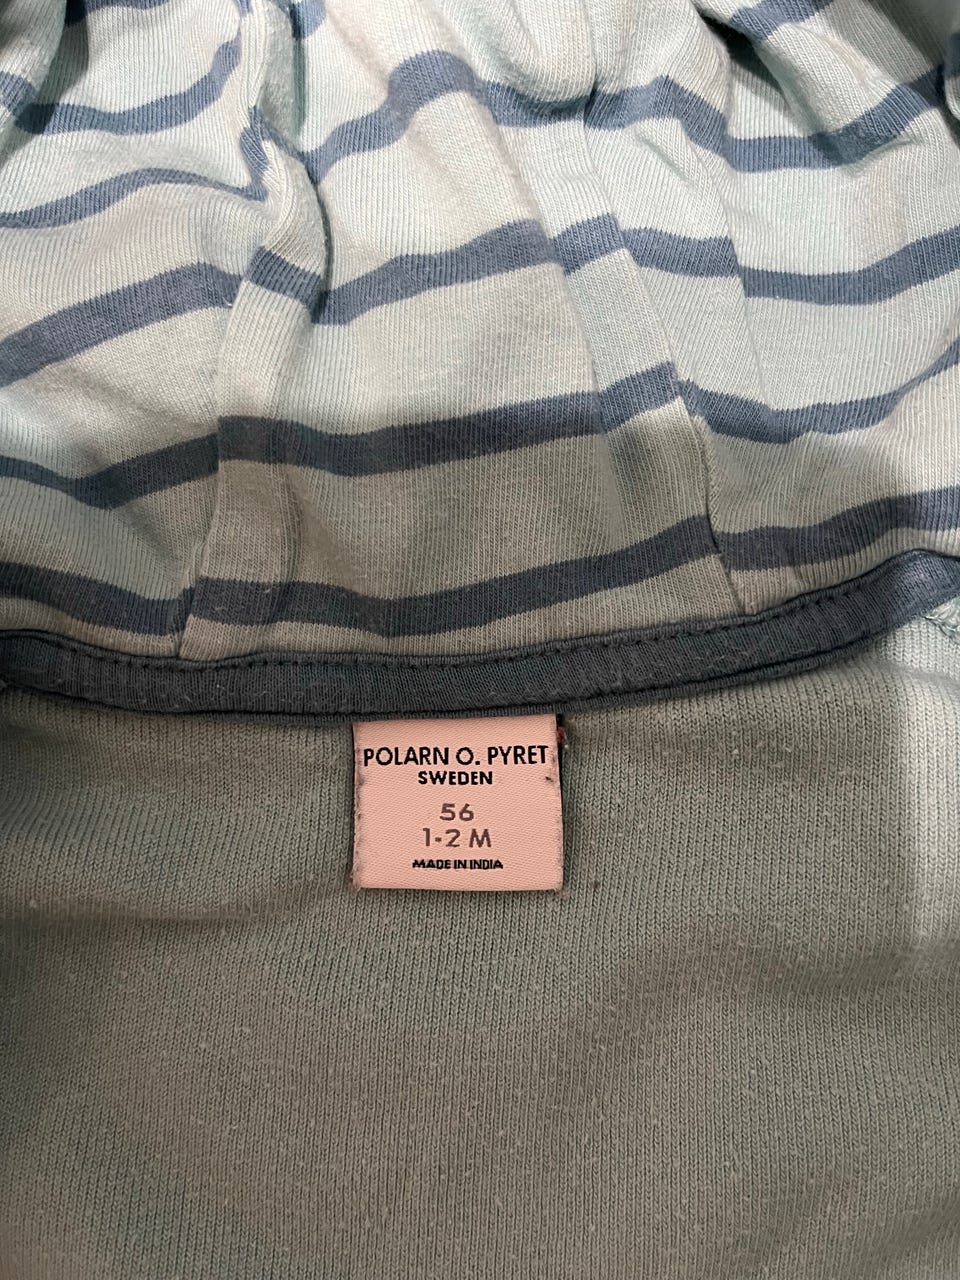 POLARN O. PYRET
SWEDEN
56
1-2 M
MADE IN INDIA